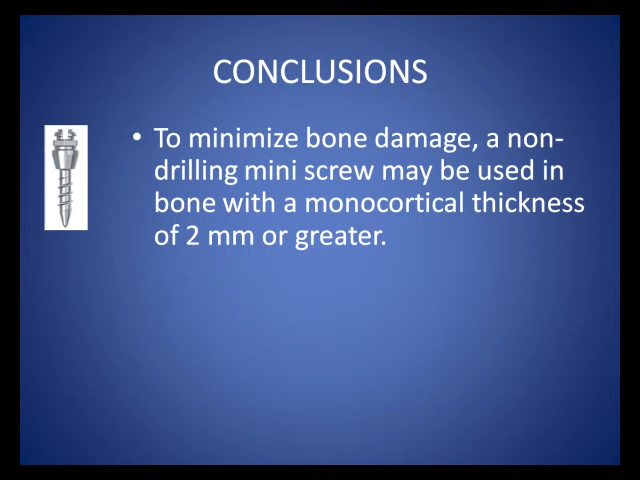 CONCLUSIONS
• To minimize bone damage, a non-
drilling mini screw may be used in
bone with a monocortical thickness
of 2 mm or greater.